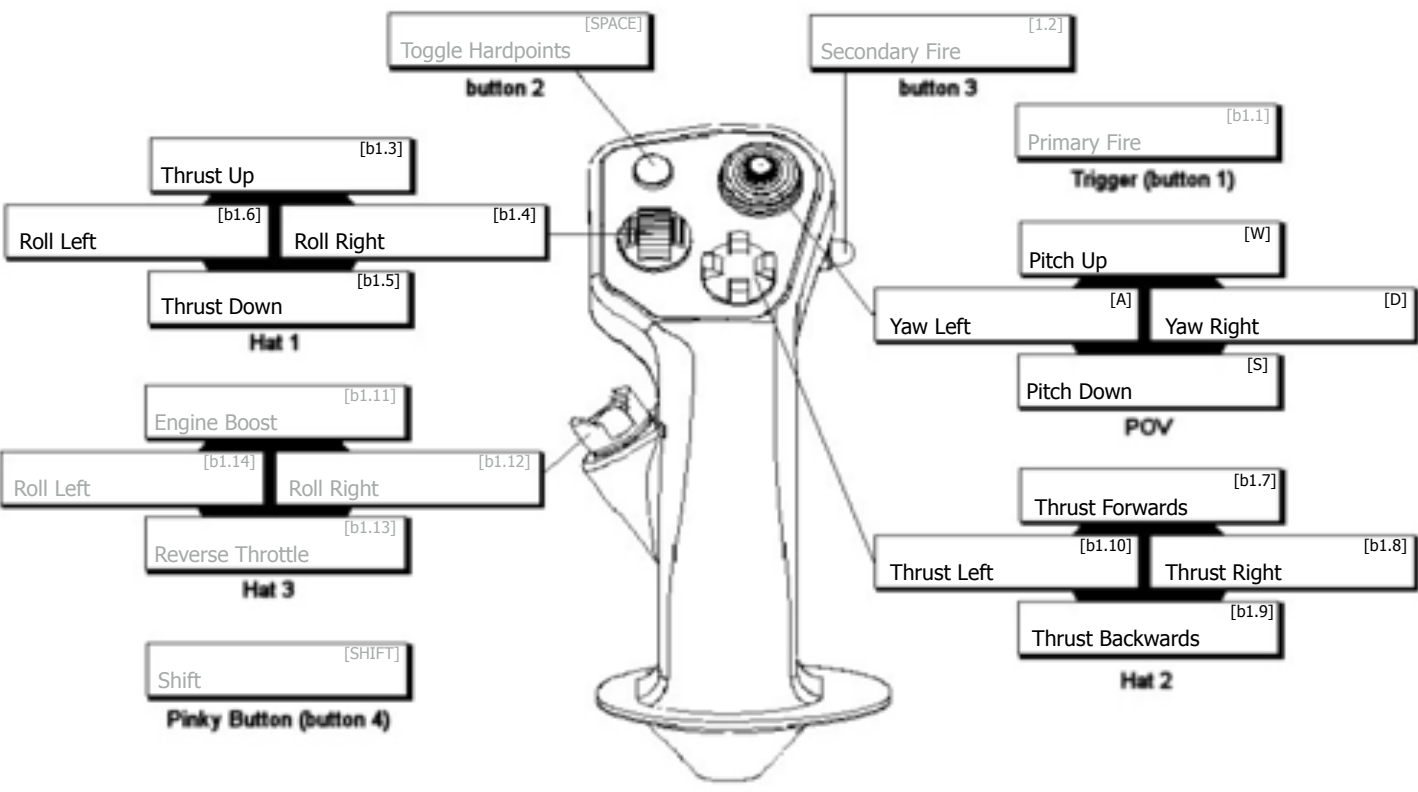 [SPACE]
Toggle Hardpoints
button 2
[1.2]
Secondary Fire
button 3
[b1.1]
Primary Fire
Trigger (button 1)
[b1.3]
Thrust Up
[b1.6]
Roll Left
[b1.4]
Roll Right
[b1.5]
Thrust Down
Hat 1
[W]
Pitch Up
[A]
Yaw Left
[D]
Yaw Right
[S]
Pitch Down
POV
[b1.11]
Engine Boost
[b1.14]
Roll Left
[b1.12]
Roll Right
[b1.13]
Reverse Throttle
Hat 3
[b1.7]
Thrust Forwards
[b1.10]
Thrust Left
[b1.8]
Thrust Right
[b1.9]
Thrust Backwards
Hat 2
[SHIFT]
Shift
Pinky Button (button 4)